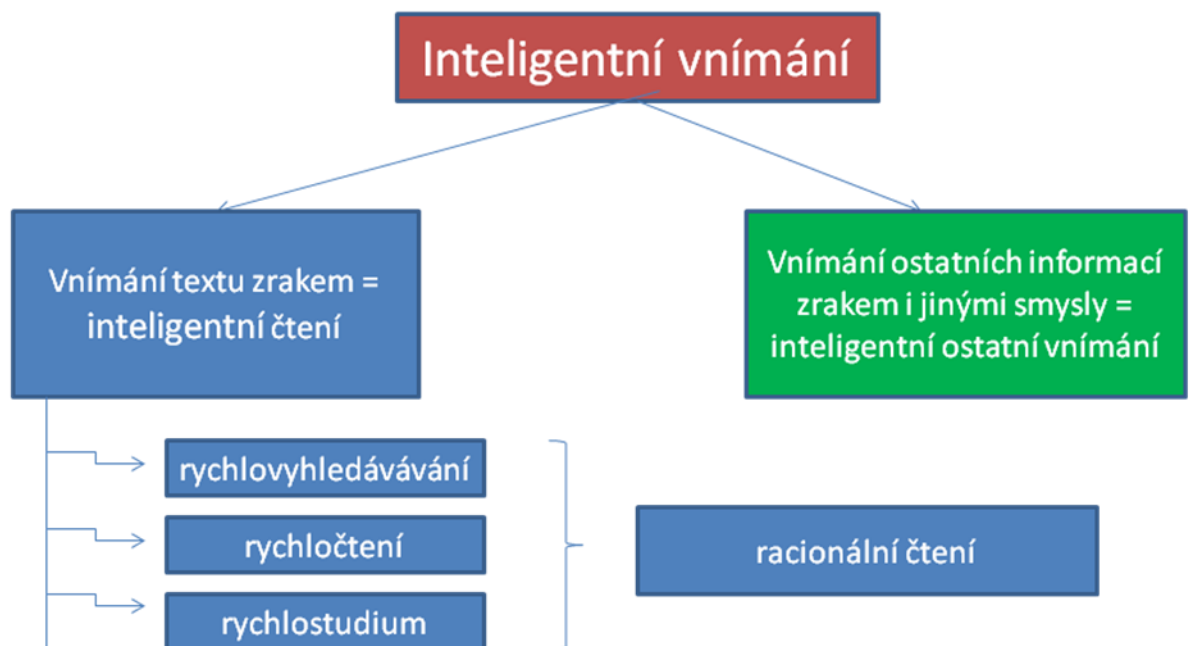 Inteligentní vnímání
Vnímání textu zrakem =
inteligentní čtení
Vnímání ostatních informací
zrakem i jinými smysly =
inteligentní ostatní vnímání
rychlovyhledávávání
rychločtení
rychlostudium
racionální čtení